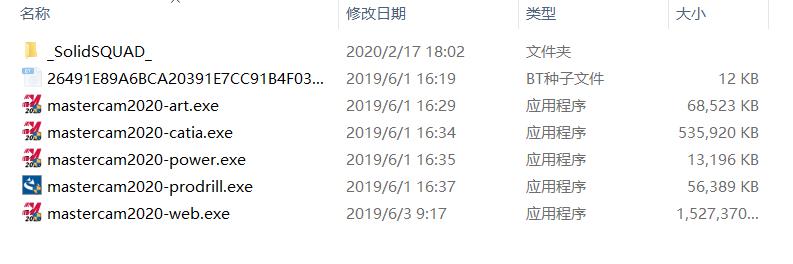 名称 修改日期 类型 大小
_SolidSQUAD_ 2020/2/17 18:02 文件夹
26491E89A6BCA20391E7CC91B4F03... 2019/6/1 16:19 BT种子文件 12 KB
mastercam2020-art.exe 2019/6/1 16:29 应用程序 68,523 KB
mastercam2020-catia.exe 2019/6/1 16:34 应用程序 535,920 KB
mastercam2020-power.exe 2019/6/1 16:35 应用程序 13,196 KB
mastercam2020-prodrill.exe 2019/6/1 16:37 应用程序 56,389 KB
mastercam2020-web.exe 2019/6/3 9:17 应用程序 1,527,370...